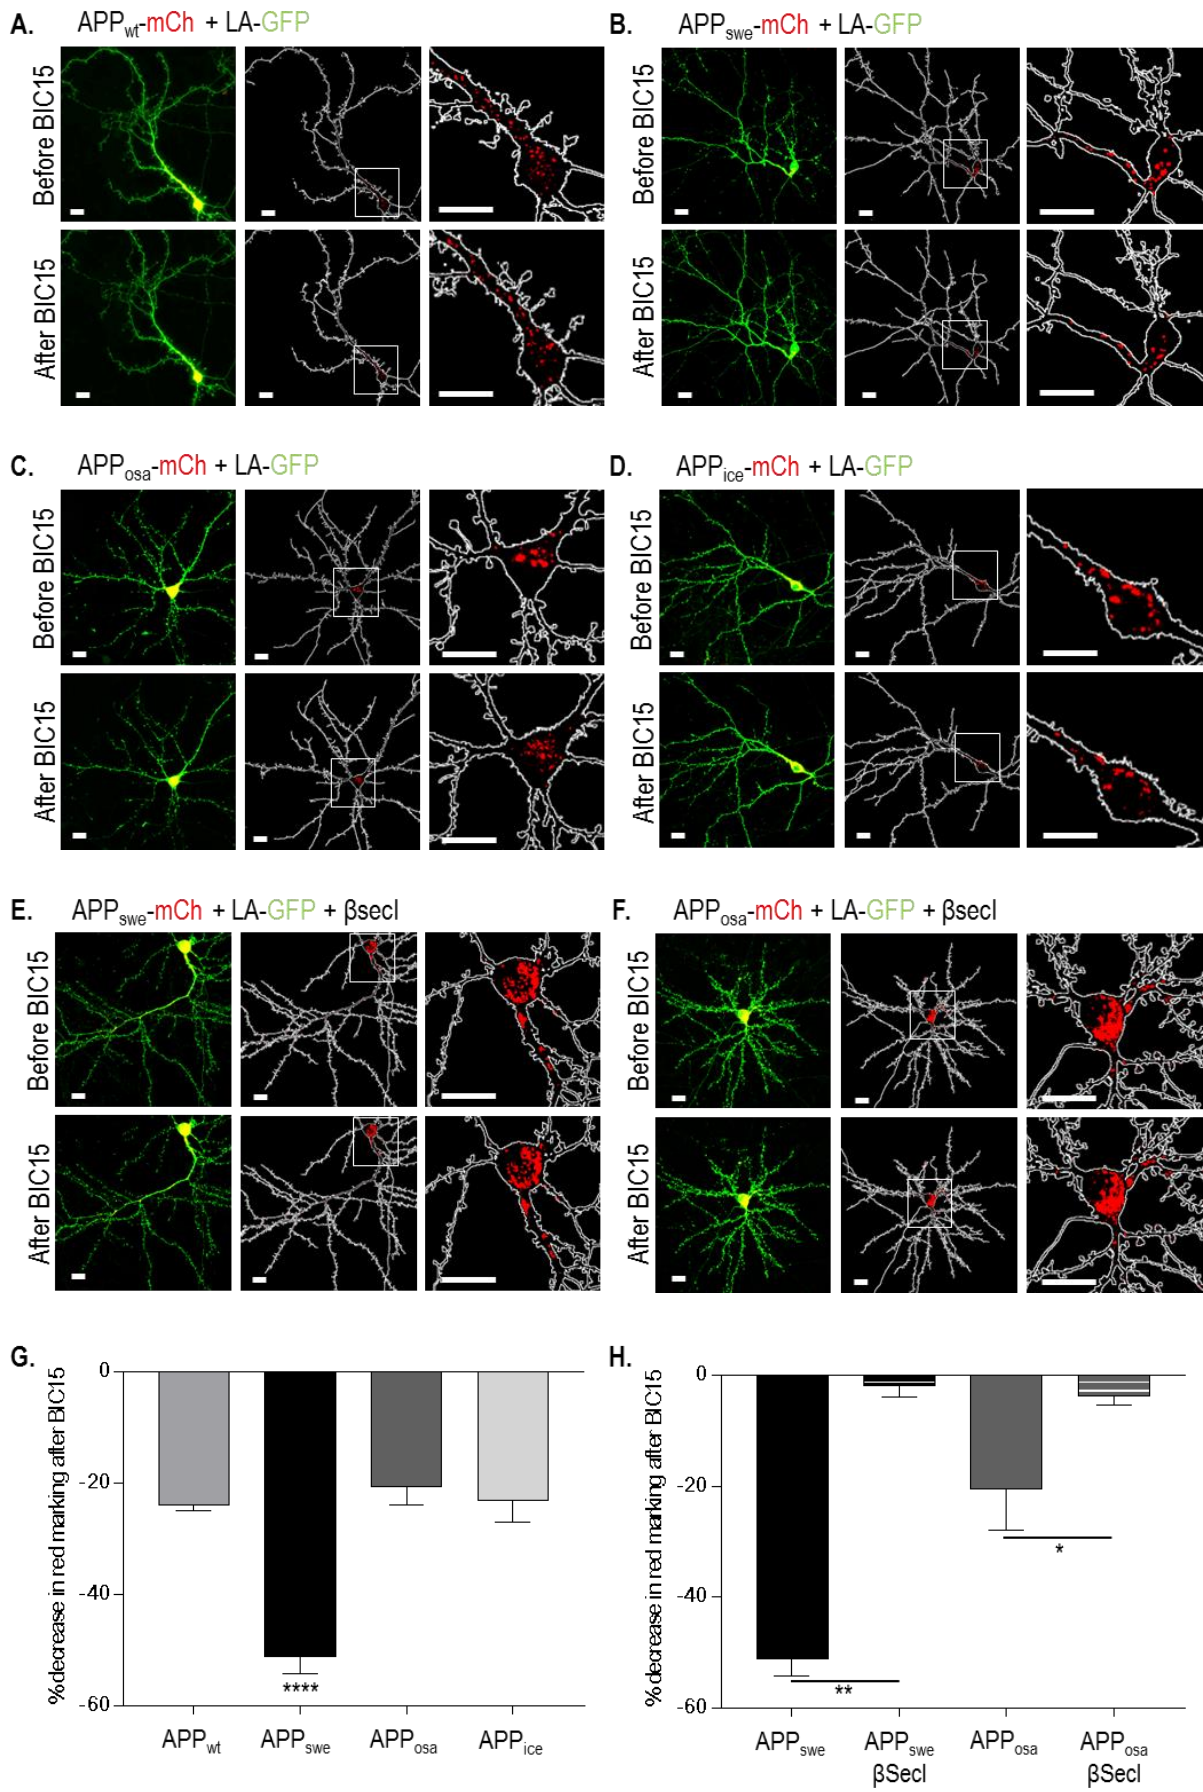 A. APPwt-mCh + LA-GFP
Before BIC15
After BIC15
B. APPswe-mCh + LA-GFP
Before BIC15
After BIC15
C. APPosa-mCh + LA-GFP
Before BIC15
After BIC15
D. APPice-mCh + LA-GFP
Before BIC15
After BIC15
E. APPswe-mCh + LA-GFP + βsecI
Before BIC15
After BIC15
F. APPosa-mCh + LA-GFP + βsecI
Before BIC15
After BIC15
G.
% decrease in red marking after BIC15
0
-20
-40
-60
****
APPwt APPswe APPosa APPice
H.
% decrease in red marking after BIC15
0
-20
-40
-60
**
*
APPswe APPswe APPosa APPosa
βSecI βSecI